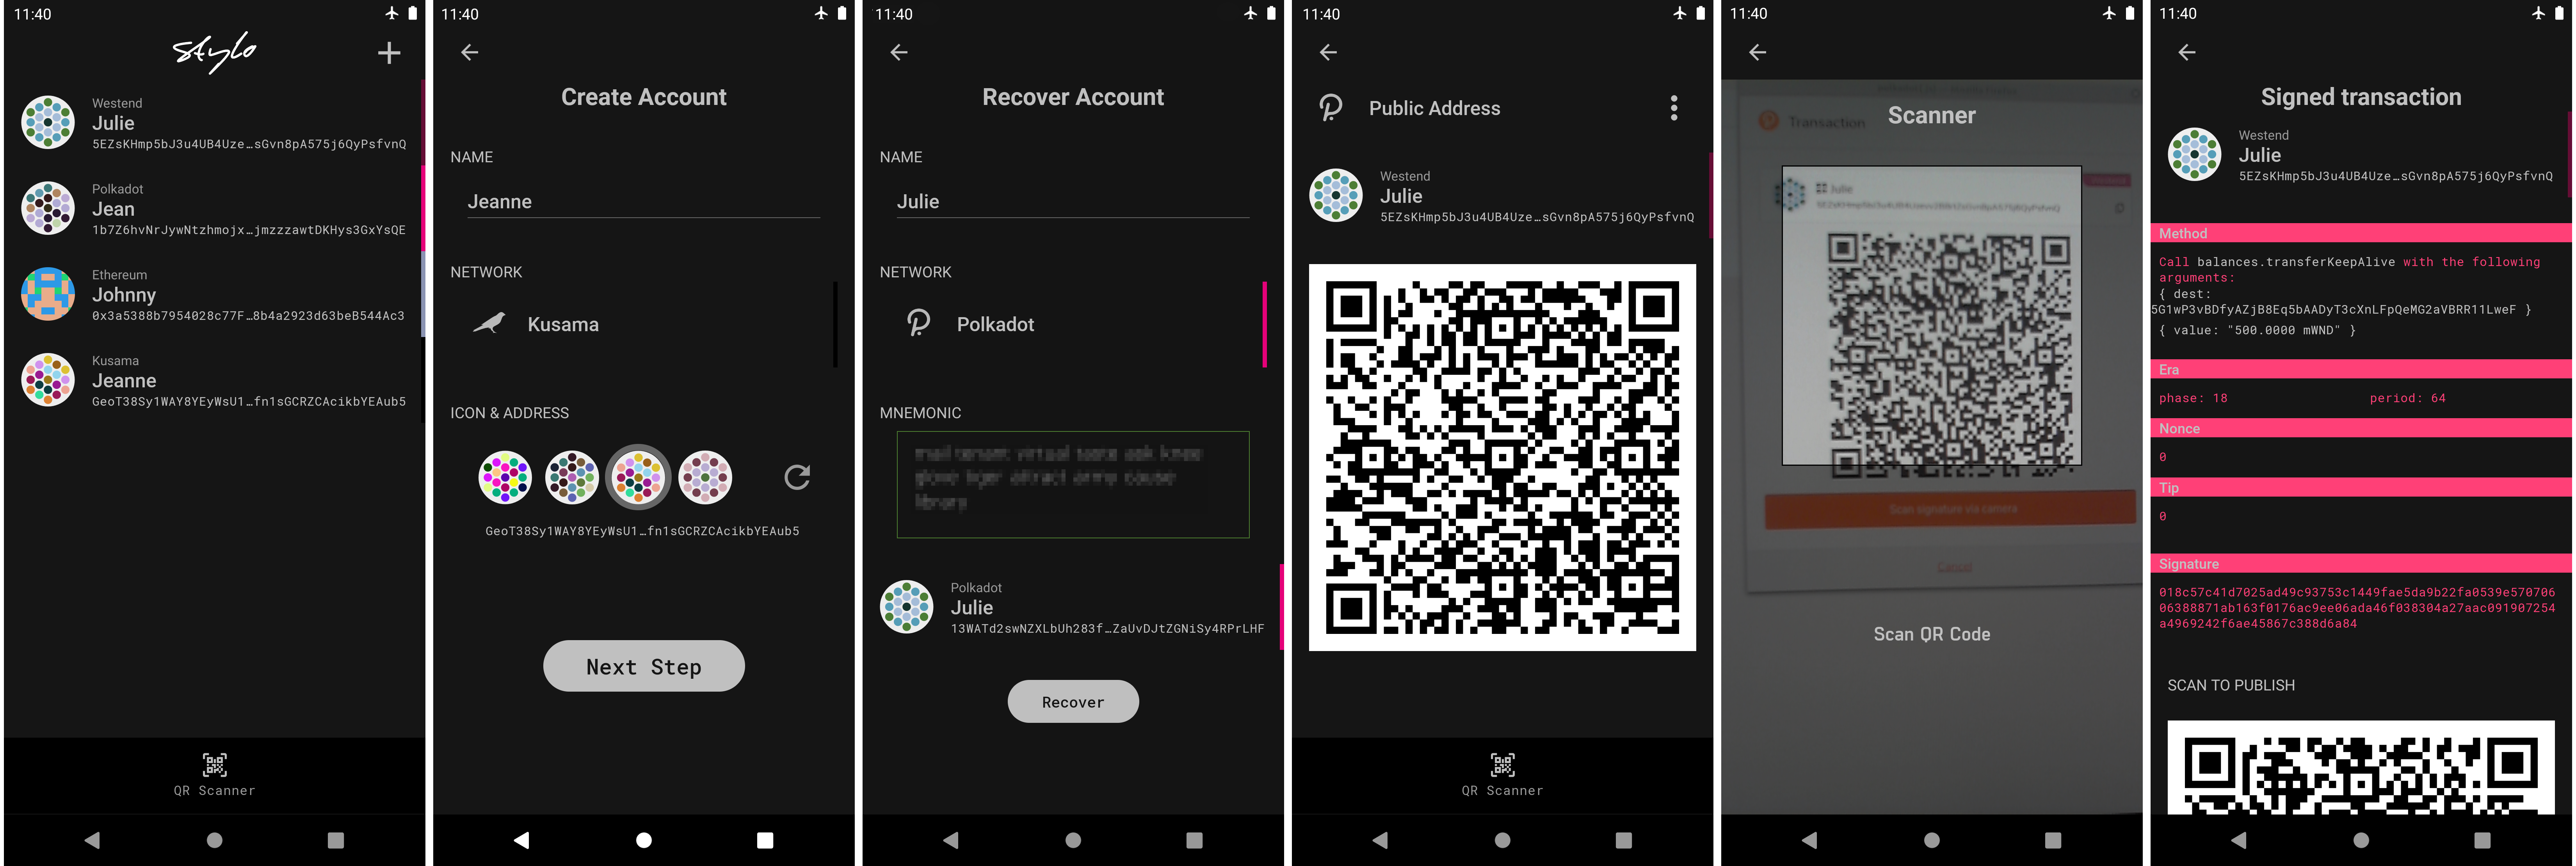 11:40
Stylo
Westend
Julie
5EZsKHmp5bJ3u4UB4Uze…sGvn8pA575j6QyPsfvnQ
Polkadot
Jean
1b7Z6hvNrJywNtzhmojx…jmzzzawtDKHys3GxYsQE
Ethereum
Johnny
0x3a5388b7954028c77F…8b4a2923d63beB544Ac3
Kusama
Jeanne
GeoT38Sy1WAY8YEyWsU1…fn1sGCRZCAcikbYEAub5
QR Scanner
11:40
Create Account
NAME
Jeanne
NETWORK
Kusama
ICON & ADDRESS
GeoT38Sy1WAY8YEyWsU1…fn1sGCRZCAcikbYEAub5
Next Step
11:40
Recover Account
NAME
Julie
NETWORK
Polkadot
MNEMONIC
Polkadot
Julie
13WATd2swNZXLbUh283f…ZaUvDJtZGNiSy4RPrLHF
Recover
11:40
Public Address
Westend
Julie
5EZsKHmp5bJ3u4UB4Uze…sGvn8pA575j6QyPsfvnQ
QR Scanner
11:40
Scanner
Transaction
Julie
Scan signature via camera
Cancel
Scan QR Code
11:40
Signed transaction
Westend
Julie
5EZsKHmp5bJ3u4UB4Uze…sGvn8pA575j6QyPsfvnQ
Method
Call balances.transferKeepAlive with the following
arguments:
{ dest:
5G1wP3vBDfyAZjB8Eq5bAADyT3cXnLFpQeMG2aVBRR11LweF }
{ value: "500.0000 mWND" }
Era
phase: 18 period: 64
Nonce
0
Tip
0
Signature
018c57c41d7025ad49c93753c1449fae5da9b22fa0539e570706
06388871ab163f0176ac9ee06ada46f038304a27aac091907254
a4969242f6ae45867c388d6a84
SCAN TO PUBLISH